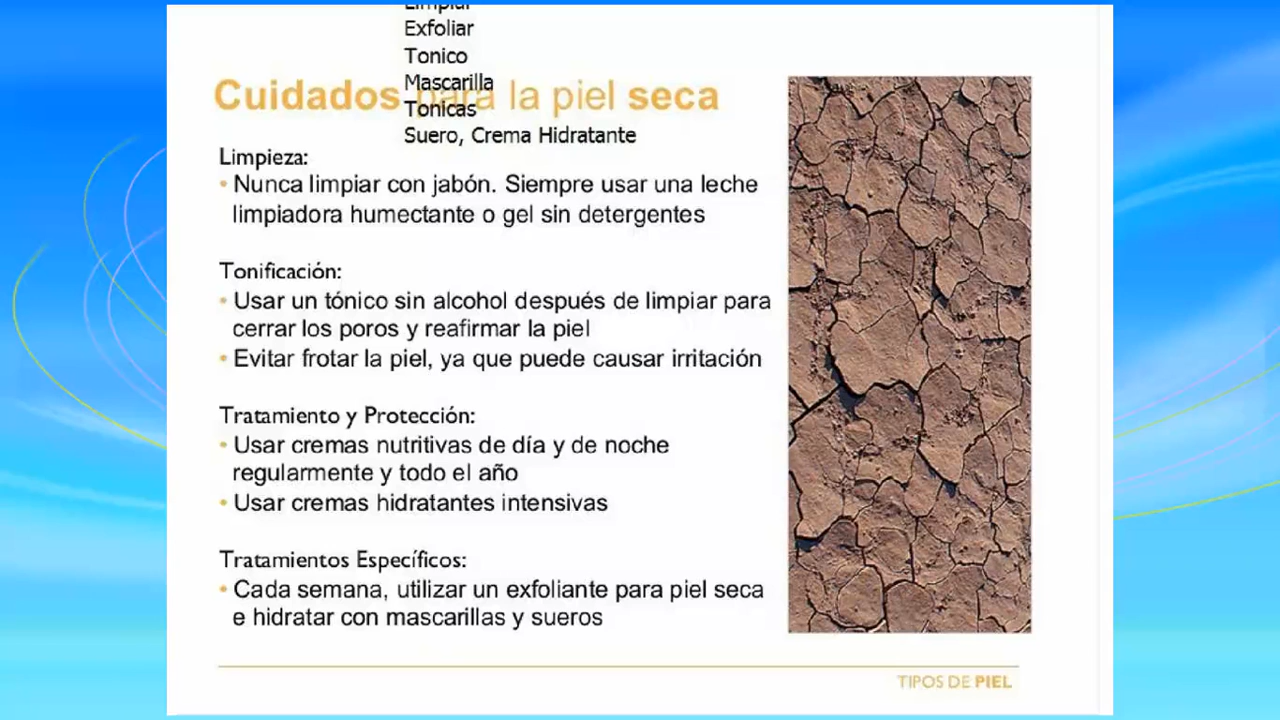 Limpiar
Exfoliar
Tonico
Mascarilla
Tonicas
Suero, Crema Hidratante
Cuidados para la piel seca
Limpieza:
• Nunca limpiar con jabón. Siempre usar una leche
limpiadora humectante o gel sin detergentes
Tonificación:
• Usar un tónico sin alcohol después de limpiar para
cerrar los poros y reafirmar la piel
• Evitar frotar la piel, ya que puede causar irritación
Tratamiento y Protección:
• Usar cremas nutritivas de día y de noche
regularmente y todo el año
• Usar cremas hidratantes intensivas
Tratamientos Específicos:
• Cada semana, utilizar un exfoliante para piel seca
e hidratar con mascarillas y sueros
TIPOS DE PIEL